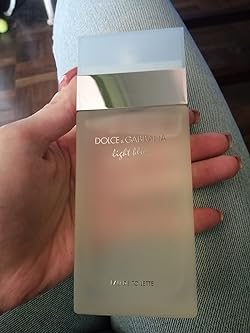 DOLCE & GABBANA
light blue
EAU DE TOILETTE